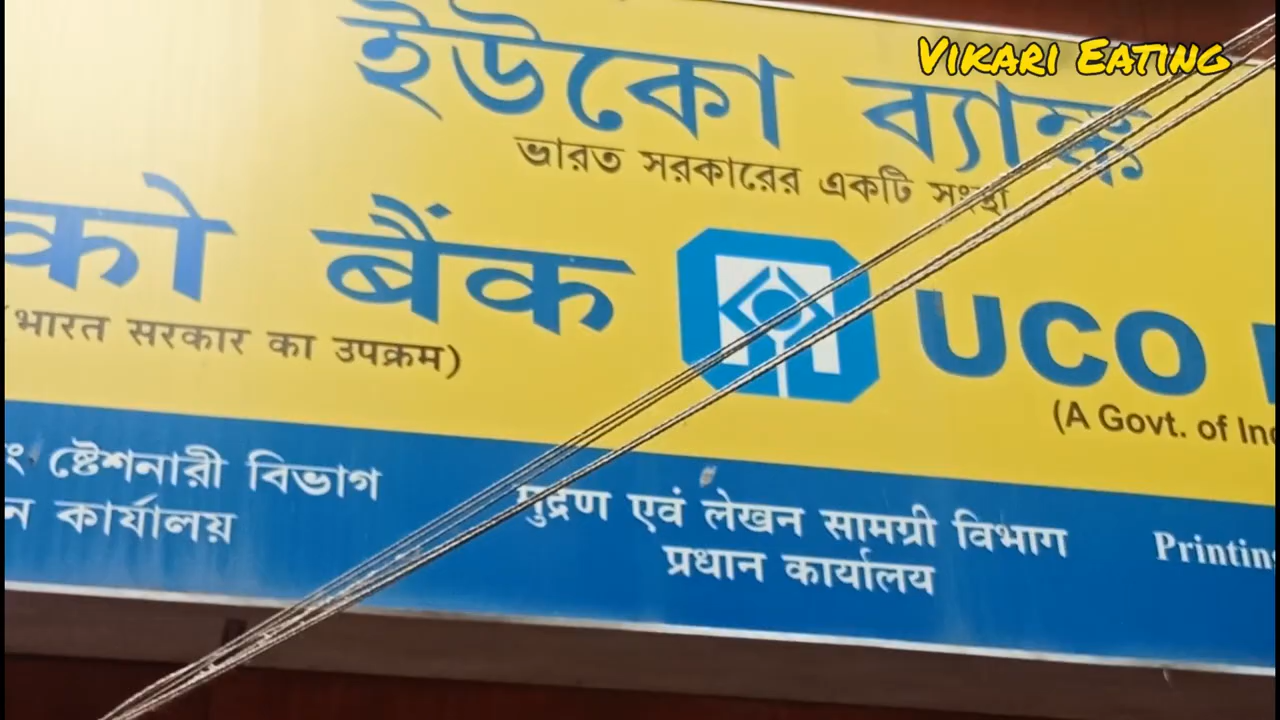 Vikari Eating
ইউকো ব্যাঙ্ক
ভারত সরকারের একটি সংস্থা
को बैंक
(भारत सरकार का उपक्रम)
UCO
(A Govt. of
ষ্টেশনারী বিভাগ
কার্যালয়
मुद्रण एवं लेखन सामग्री विभाग
प्रधान कार्यालय
Printin